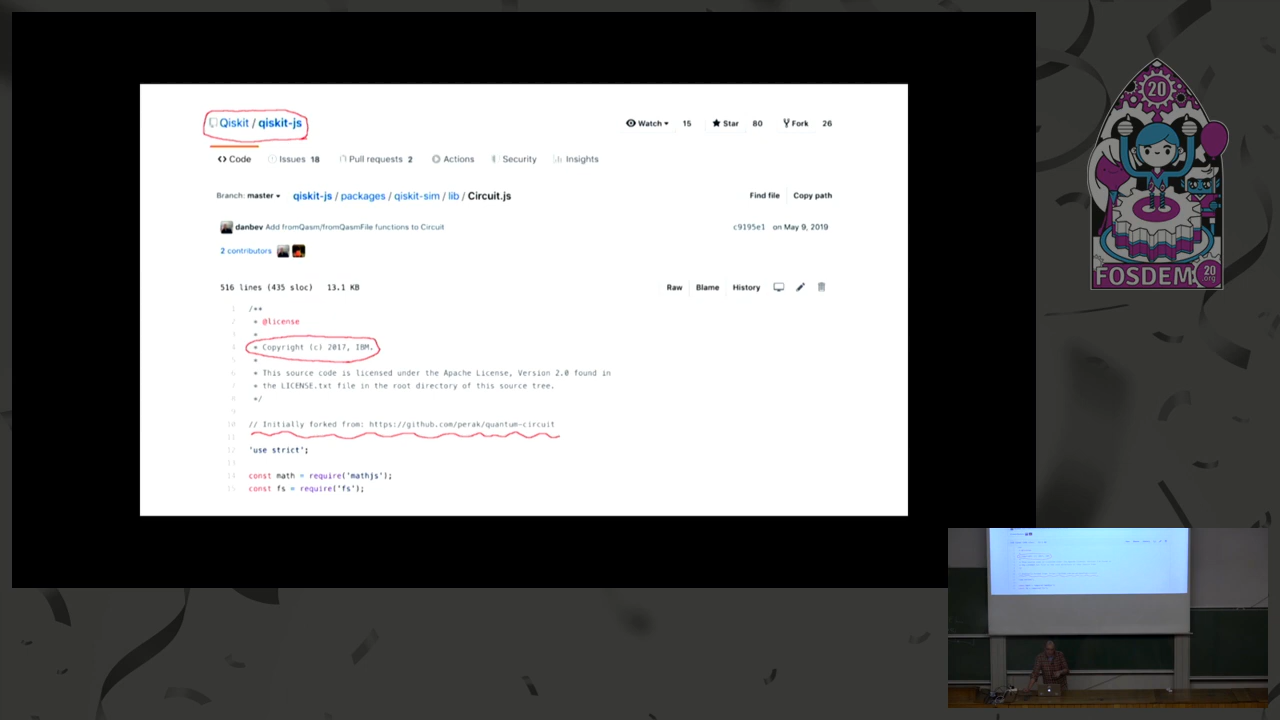 Qiskit / qiskit-js
Watch 15 Star 80 Fork 26
Code Issues 18 Pull requests 2 Actions Security Insights
Branch: master qiskit-js / packages / qiskit-sim / lib / Circuit.js Find file Copy path
danbev Add fromQasm/fromQasmFile functions to Circuit c9195e1 on May 9, 2019
2 contributors
516 lines (435 sloc) 13.1 KB Raw Blame History
1 /**
2 * @license
3 *
4 * Copyright (c) 2017, IBM.
5 *
6 * This source code is licensed under the Apache License, Version 2.0 found in
7 * the LICENSE.txt file in the root directory of this source tree.
8 */
9
10 // Initially forked from: https://github.com/perak/quantum-circuit
11
12 'use strict';
13
14 const math = require('mathjs');
15 const fs = require('fs');
20
FOSDEM 20
.org